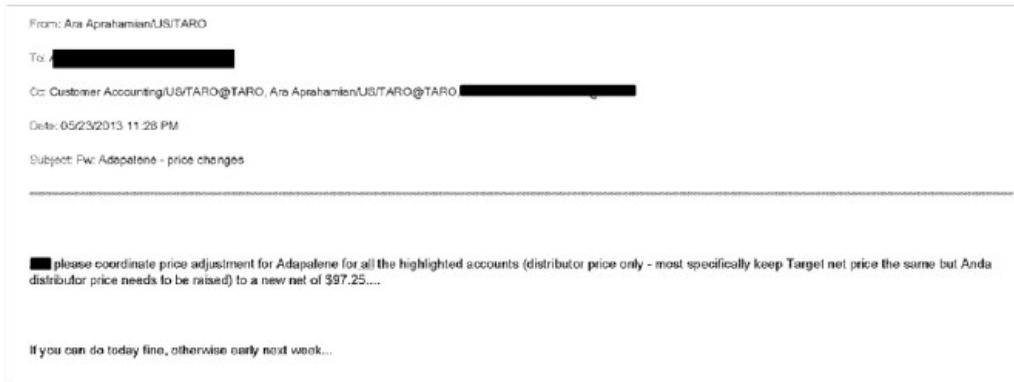 From: Ara Aprahamian/US/TARO
To:
Cc: Customer Accounting/US/TARO@TARO, Ara Aprahamian/US/TARO@TARO
Date: 05/23/2013 11:28 PM
Subject: Fw: Adapalene - price changes
please coordinate price adjustment for Adapalene for all the highlighted accounts (distributor price only - most specifically keep Target net price the same but Anda
distributor price needs to be raised) to a new net of $97.25....
If you can do today fine, otherwise early next week...